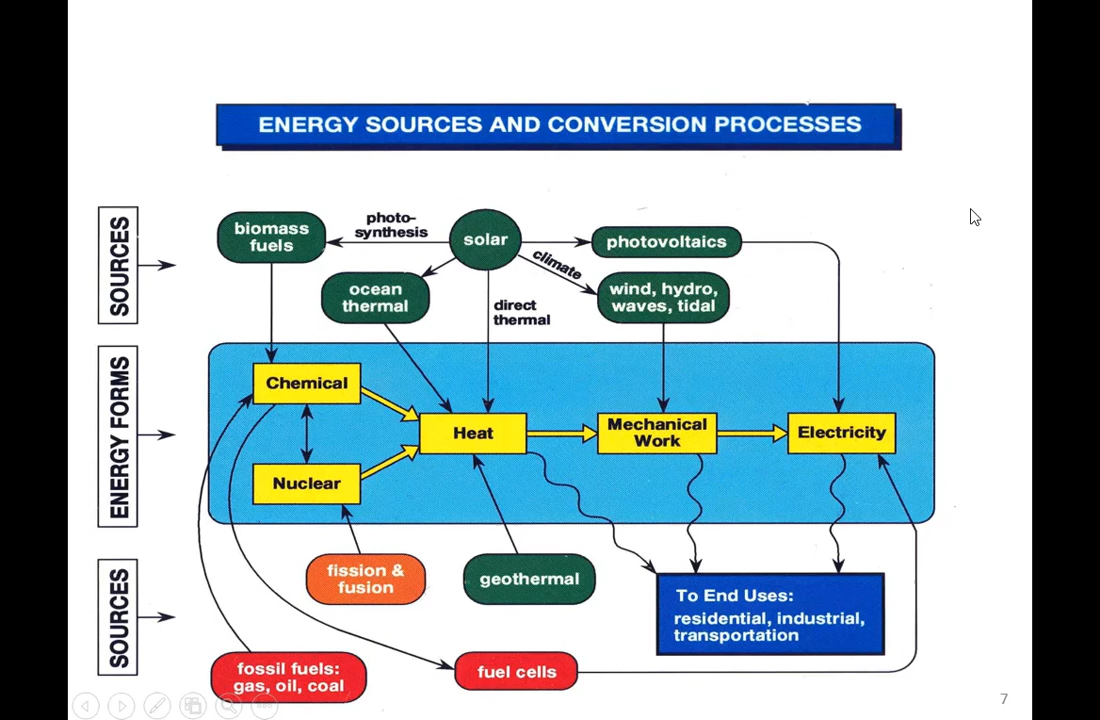 ENERGY SOURCES AND CONVERSION PROCESSES
SOURCES
biomass
fuels
photo-
synthesis
solar
photovoltaics
climate
ocean
thermal
direct
thermal
wind, hydro,
waves, tidal
ENERGY FORMS
Chemical
Heat
Mechanical
Work
Electricity
Nuclear
SOURCES
fission &
fusion
geothermal
To End Uses:
residential, industrial,
transportation
fossil fuels:
gas, oil, coal
fuel cells
7